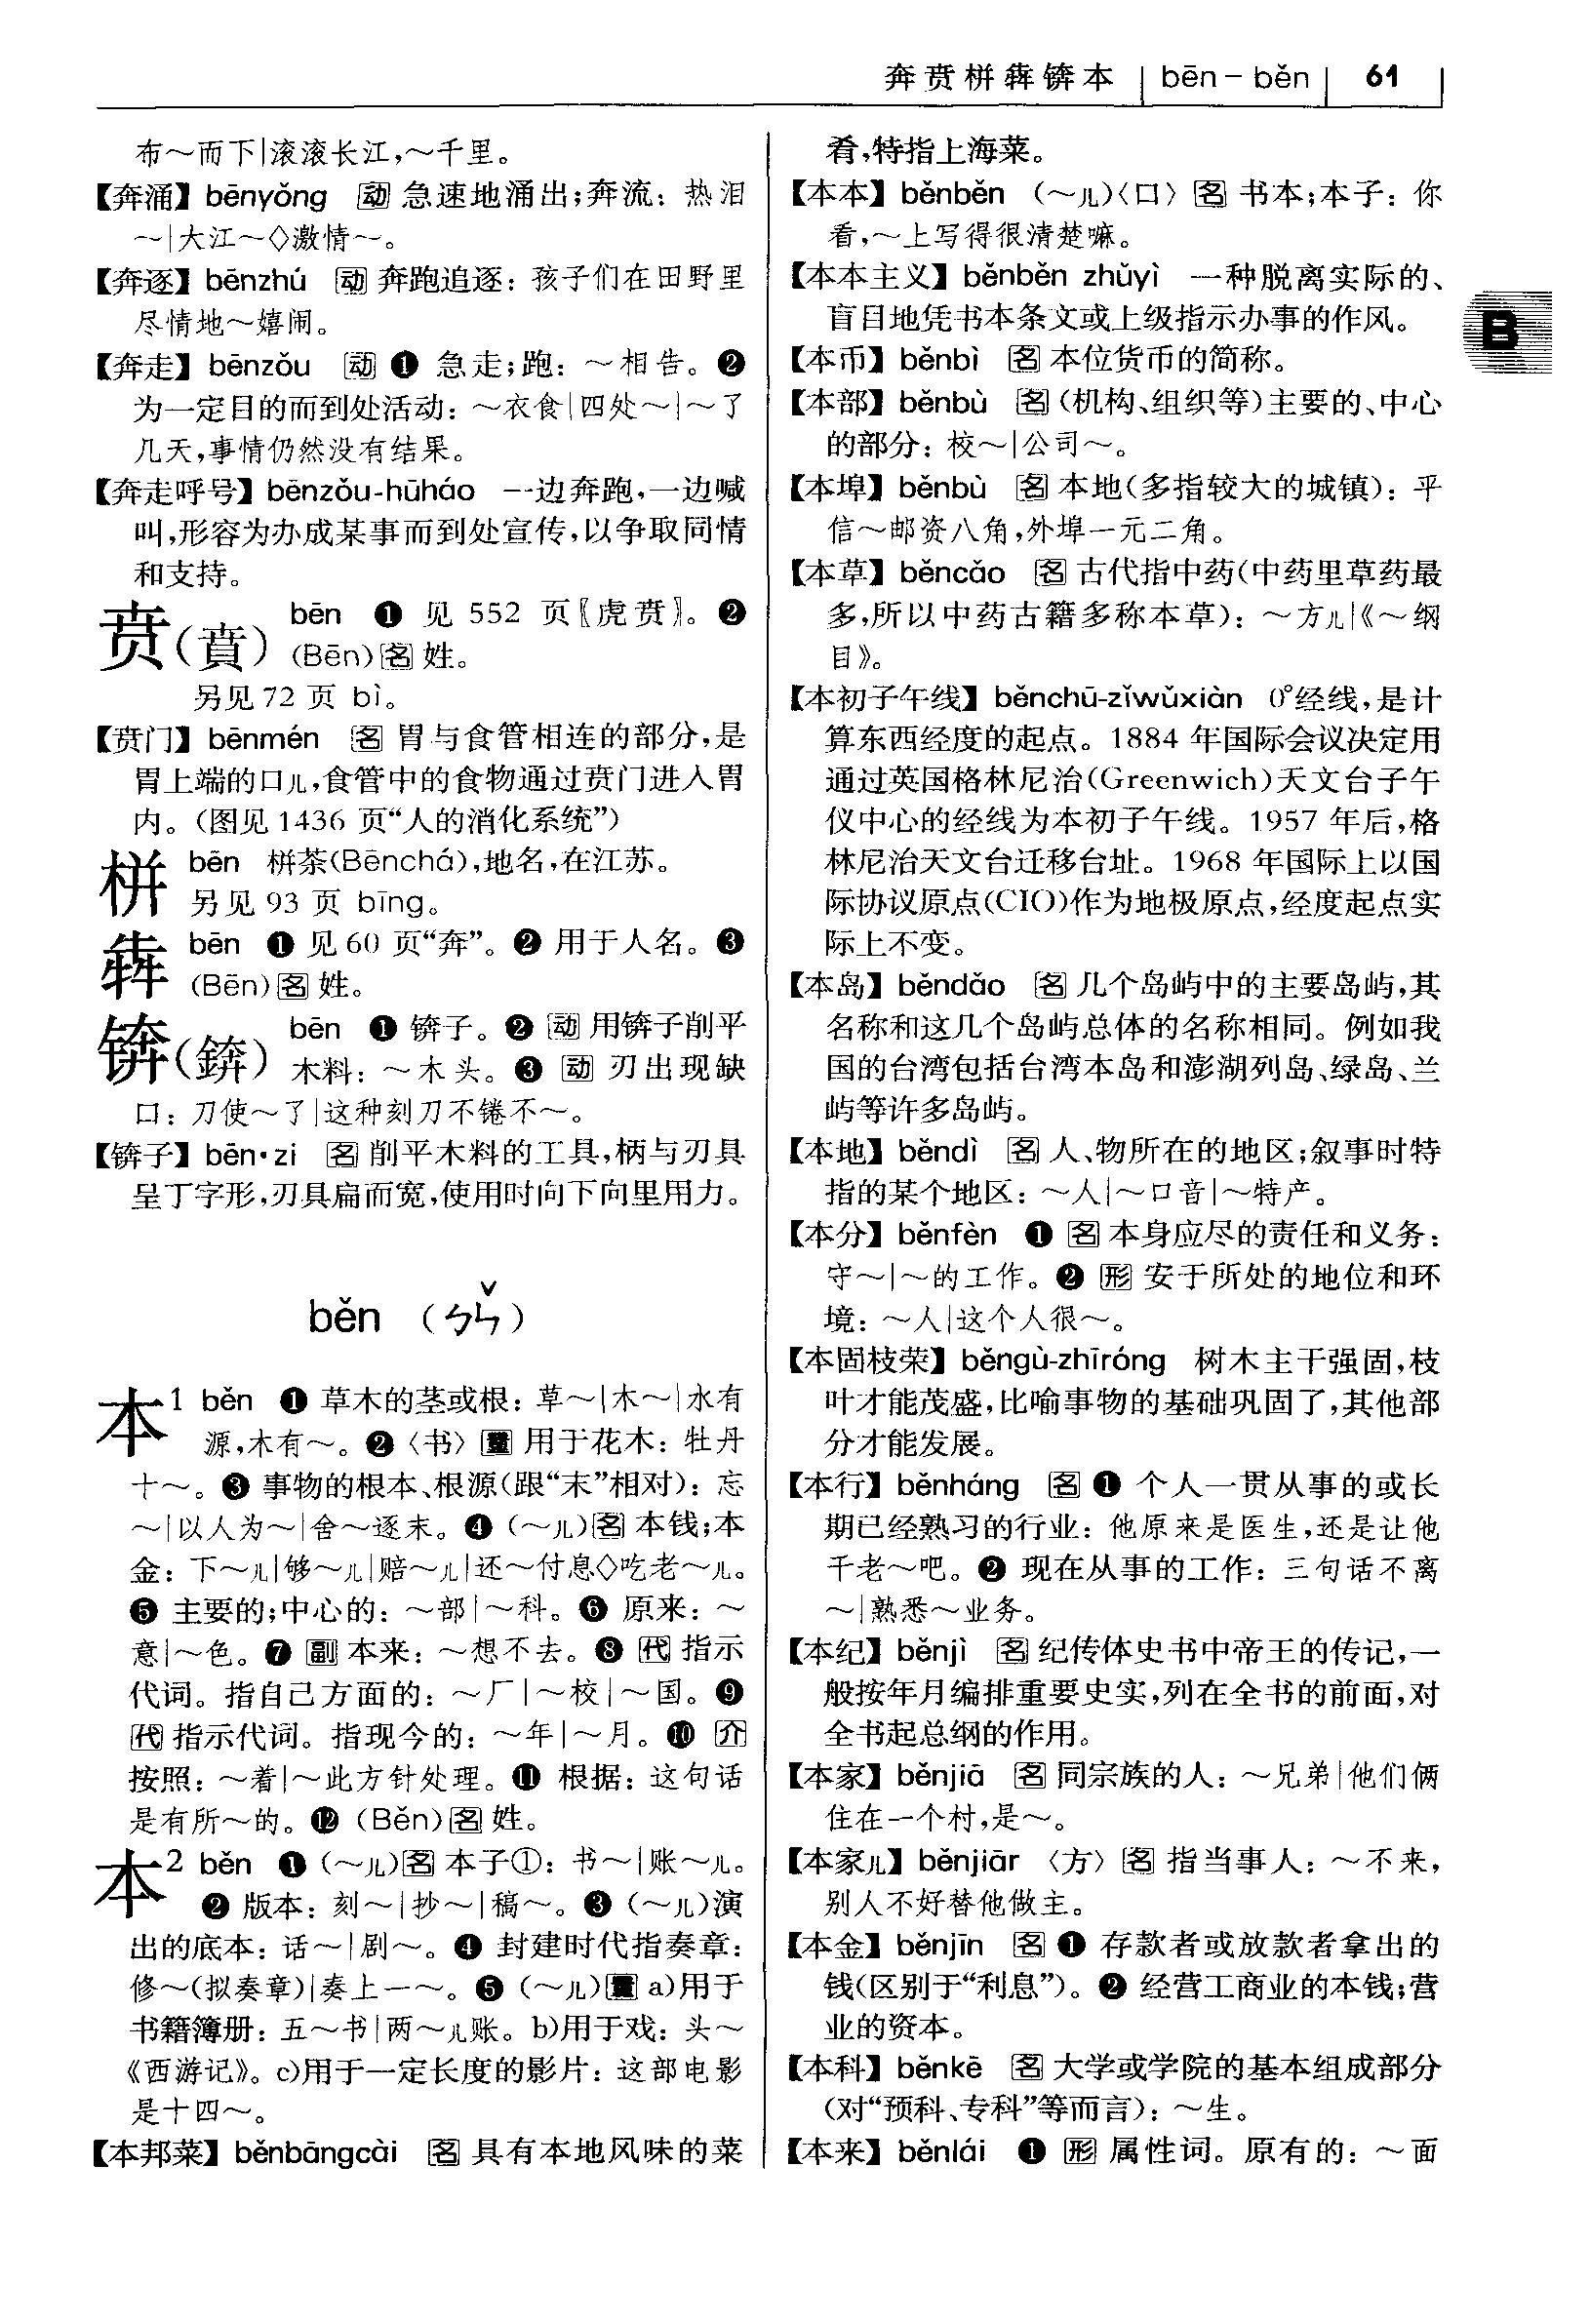 奔贲栟犇锛本 | bēn－běn | 61
布～而下|滚滚长江,～千里。
【奔涌】bēnyǒng 动 急速地涌出;奔流：热泪
～|大江～◇激情～。
【奔逐】bēnzhú 动 奔跑追逐：孩子们在田野里
尽情地～嬉闹。
【奔走】bēnzǒu 动 ❶ 急走;跑：～相告。❷
为一定目的而到处活动：～衣食|四处～|～了
几天,事情仍然没有结果。
【奔走呼号】bēnzǒu-hūháo 一边奔跑,一边喊
叫,形容为办成某事而到处宣传,以争取同情
和支持。
贲(賁) bēn ❶ 见 552 页〖虎贲〗。❷
(Bēn)名 姓。
另见 72 页 bì。
【贲门】bēnmén 名 胃与食管相连的部分,是
胃上端的口儿,食管中的食物通过贲门进入胃
内。(图见 1436 页“人的消化系统”)
栟 bēn 栟茶(Bēnchá),地名,在江苏。
另见 93 页 bīng。
犇 bēn ❶ 见 60 页“奔”。❷ 用于人名。❸
(Bēn)名 姓。
锛(錛) bēn ❶ 锛子。❷ 动 用锛子削平
木料：～木头。❸ 动 刃出现缺
口：刀使～了|这种刻刀不锩不～。
【锛子】bēn·zi 名 削平木料的工具,柄与刃具
呈丁字形,刃具扁而宽,使用时向下向里用力。
běn （ㄅㄣˇ）
本1 běn ❶ 草木的茎或根：草～|木～|水有
源,木有～。❷〈书〉量 用于花木：牡丹
十～。❸ 事物的根本、根源(跟“末”相对)：忘
～|以人为～|舍～逐末。❹ (～儿)名 本钱;本
金：下～儿|够～儿|赔～儿|还～付息◇吃老～儿。
❺ 主要的;中心的：～部|～科。❻ 原来：～
意|～色。❼ 副 本来：～想不去。❽ 代 指示
代词。指自己方面的：～厂|～校|～国。❾
代 指示代词。指现今的：～年|～月。❿ 介
按照：～着|～此方针处理。⓫ 根据：这句话
是有所～的。⓬ (Běn)名 姓。
本2 běn ❶ (～儿)名 本子①：书～|账～儿。
❷ 版本：刻～|抄～|稿～。❸ (～儿)演
出的底本：话～|剧～。❹ 封建时代指奏章：
修～(拟奏章)|奏上一～。❺ (～儿)量 a)用于
书籍簿册：五～书|两～儿账。b)用于戏：头～
《西游记》。c)用于一定长度的影片：这部电影
是十四～。
【本邦菜】běnbāngcài 名 具有本地风味的菜
肴,特指上海菜。
【本本】běnběn (～儿)〈口〉名 书本;本子：你
看,～上写得很清楚嘛。
【本本主义】běnběn zhǔyì 一种脱离实际的、
盲目地凭书本条文或上级指示办事的作风。
B
【本币】běnbì 名 本位货币的简称。
【本部】běnbù 名 (机构、组织等)主要的、中心
的部分：校～|公司～。
【本埠】běnbù 名 本地(多指较大的城镇)：平
信～邮资八角,外埠一元二角。
【本草】běncǎo 名 古代指中药(中药里草药最
多,所以中药古籍多称本草)：～方儿|《～纲
目》。
【本初子午线】běnchū-zǐwǔxiàn 0°经线,是计
算东西经度的起点。1884 年国际会议决定用
通过英国格林尼治(Greenwich)天文台子午
仪中心的经线为本初子午线。1957 年后,格
林尼治天文台迁移台址。1968 年国际上以国
际协议原点(CIO)作为地极原点,经度起点实
际上不变。
【本岛】běndǎo 名 几个岛屿中的主要岛屿,其
名称和这几个岛屿总体的名称相同。例如我
国的台湾包括台湾本岛和澎湖列岛、绿岛、兰
屿等许多岛屿。
【本地】běndì 名 人、物所在的地区;叙事时特
指的某个地区：～人|～口音|～特产。
【本分】běnfèn ❶ 名 本身应尽的责任和义务：
守～|～的工作。❷ 形 安于所处的地位和环
境：～人|这个人很～。
【本固枝荣】běngù-zhīróng 树木主干强固,枝
叶才能茂盛,比喻事物的基础巩固了,其他部
分才能发展。
【本行】běnháng 名 ❶ 个人一贯从事的或长
期已经熟习的行业：他原来是医生,还是让他
干老～吧。❷ 现在从事的工作：三句话不离
～|熟悉～业务。
【本纪】běnjì 名 纪传体史书中帝王的传记,一
般按年月编排重要史实,列在全书的前面,对
全书起总纲的作用。
【本家】běnjiā 名 同宗族的人：～兄弟|他们俩
住在一个村,是～。
【本家儿】běnjiār 〈方〉名 指当事人：～不来,
别人不好替他做主。
【本金】běnjīn 名 ❶ 存款者或放款者拿出的
钱(区别于“利息”)。❷ 经营工商业的本钱;营
业的资本。
【本科】běnkē 名 大学或学院的基本组成部分
(对“预科、专科”等而言)：～生。
【本来】běnlái ❶ 形 属性词。原有的：～面